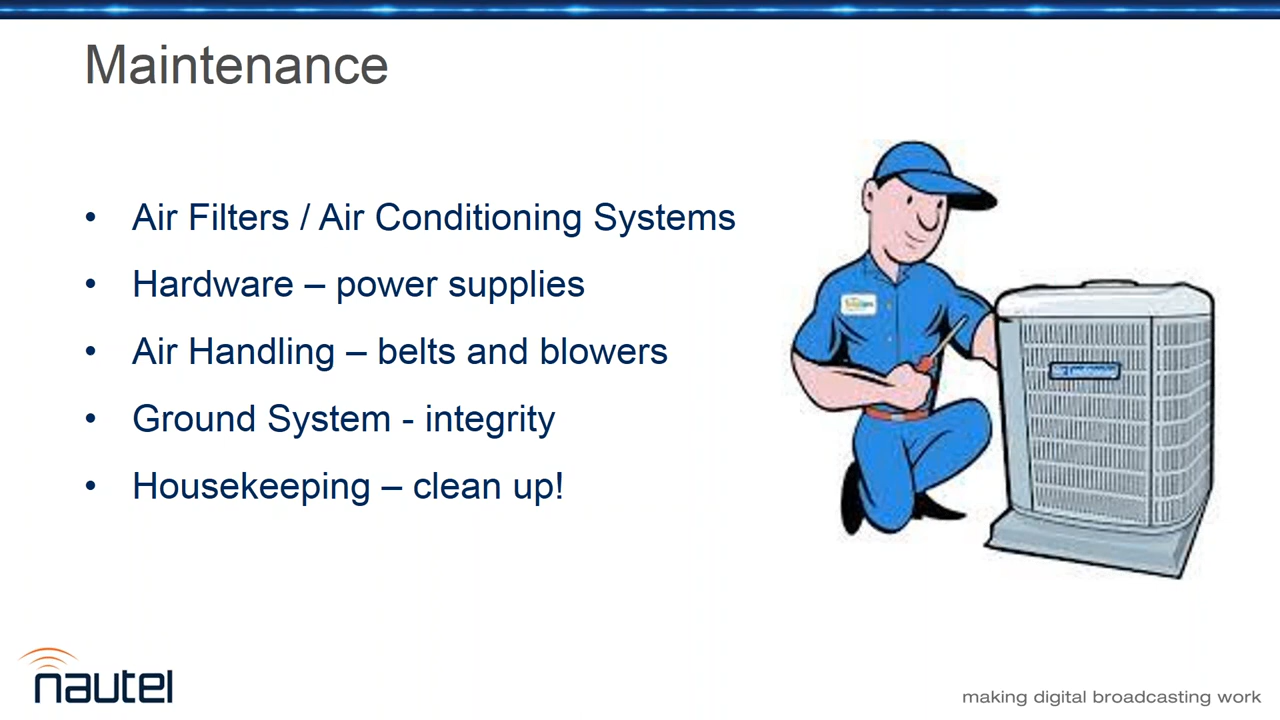 Maintenance
• Air Filters / Air Conditioning Systems
• Hardware – power supplies
• Air Handling – belts and blowers
• Ground System - integrity
• Housekeeping – clean up!
nautel
making digital broadcasting work